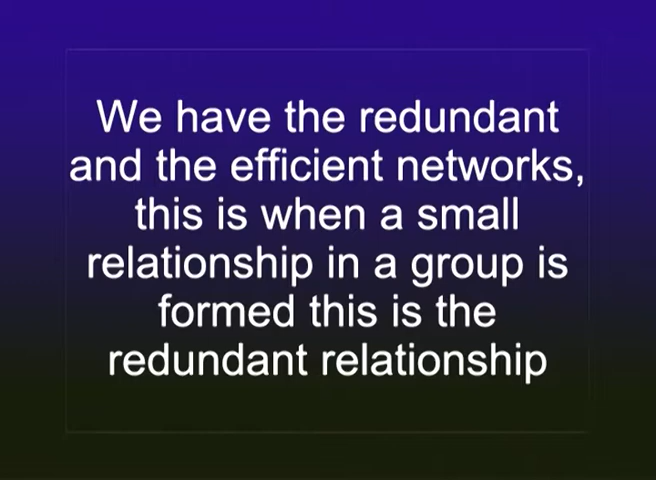 We have the redundant
and the efficient networks,
this is when a small
relationship in a group is
formed this is the
redundant relationship